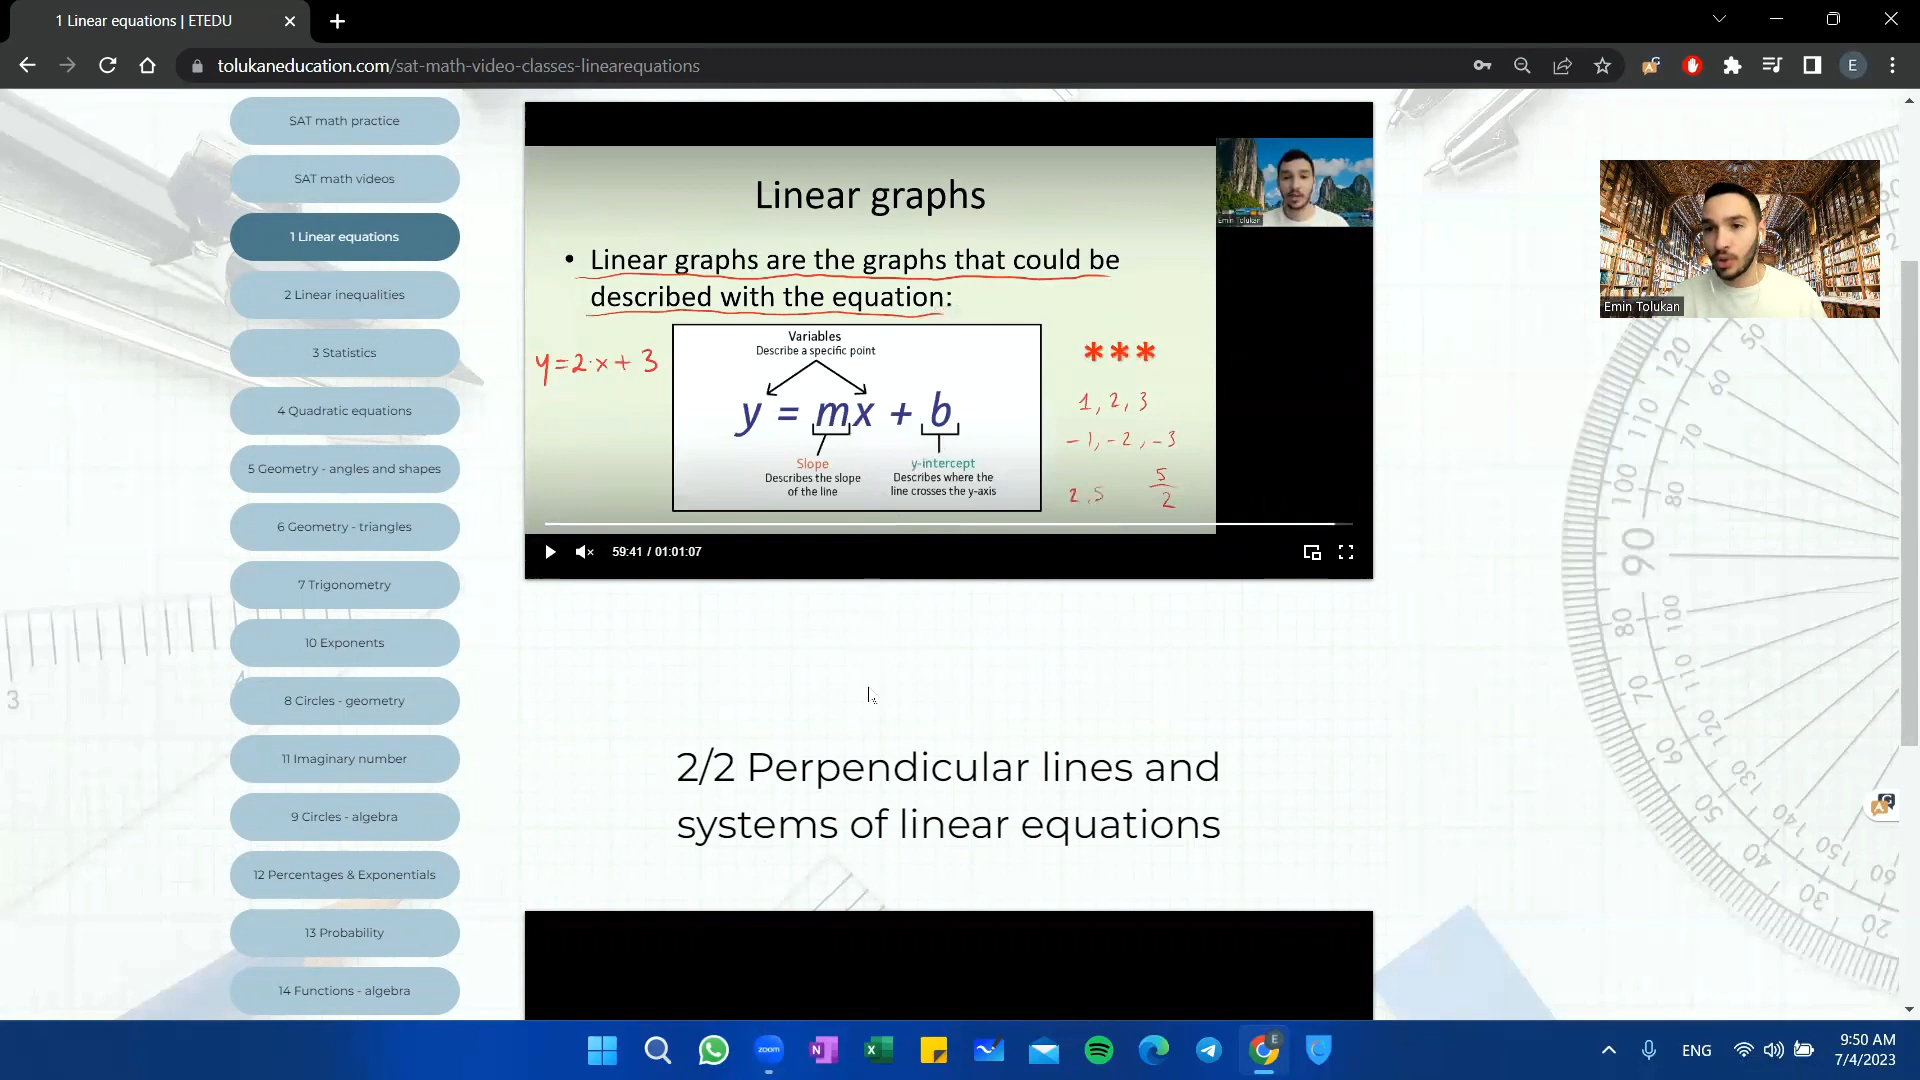 1 Linear equations | ETEDU
tolukaneducation.com/sat-math-video-classes-linearequations
E
SAT math practice
SAT math videos
1 Linear equations
2 Linear inequalities
3 Statistics
4 Quadratic equations
5 Geometry - angles and shapes
6 Geometry - triangles
7 Trigonometry
10 Exponents
8 Circles - geometry
11 Imaginary number
9 Circles - algebra
12 Percentages & Exponentials
13 Probability
14 Functions - algebra
Linear graphs
• Linear graphs are the graphs that could be
described with the equation:
y=2·x+3
Variables
Describe a specific point
y = mx + b
Slope
Describes the slope
of the line
y-intercept
Describes where the
line crosses the y-axis
***
1, 2, 3
-1, -2, -3
2.5
5
2
Emin Tolukan
59:41 / 01:01:07
Emin Tolukan
2/2 Perpendicular lines and
systems of linear equations
zoom
ENG
9:50 AM
7/4/2023